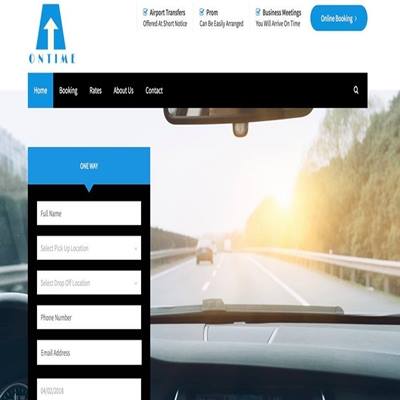 ONTIME
Airport Transfers
Offered At Short Notice
Prom
Can Be Easily Arranged
Business Meetings
You Will Arrive On Time
Online Booking >
Home Booking Rates About Us Contact
ONE WAY
Full Name
Select Pick Up Location
Select Drop Off Location
Phone Number
Email Address
04/02/2018